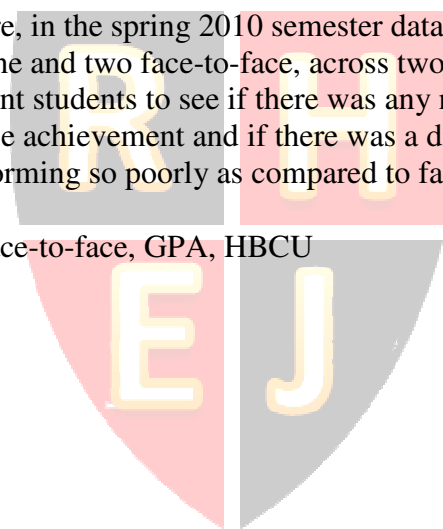 re, in the spring 2010 semester data
ne and two face-to-face, across two
nt students to see if there was any
e achievement and if there was a d
orming so poorly as compared to fa
ce-to-face, GPA, HBCU
R H
E J